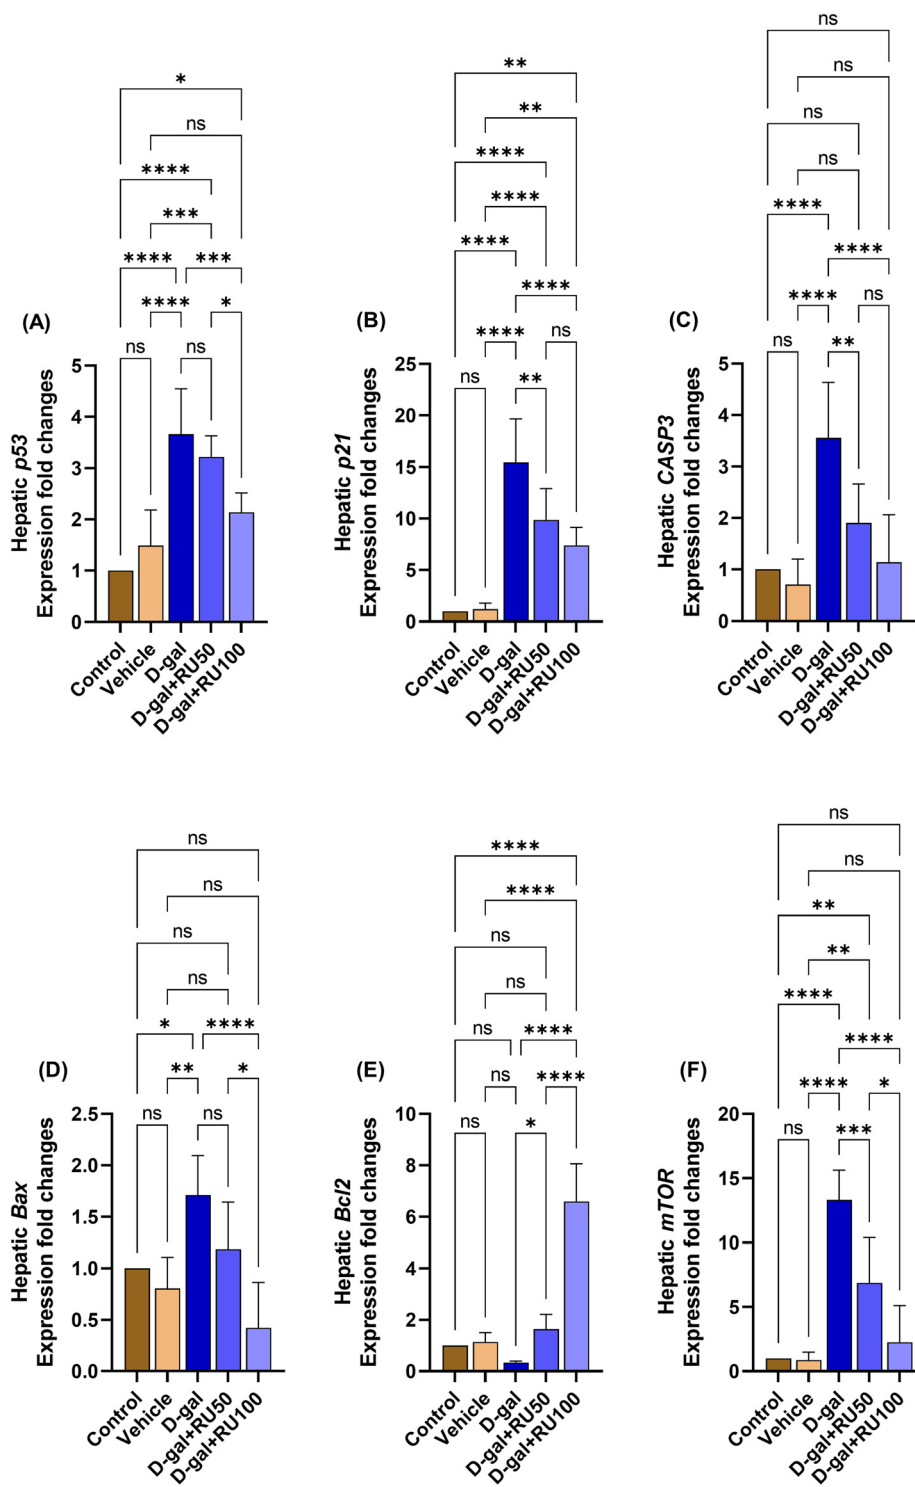 (A)
Hepatic p53
Expression fold changes
5
4
3
2
1
0
*
ns
****
***
**** ***
**** *
ns ns
Control
Vehicle
D-gal
D-gal+RU50
D-gal+RU100
(B)
Hepatic p21
Expression fold changes
25
20
15
10
5
0
**
**
****
****
****
****
**** ns
ns **
Control
Vehicle
D-gal
D-gal+RU50
D-gal+RU100
(C)
Hepatic CASP3
Expression fold changes
5
4
3
2
1
0
ns
ns
ns
ns
****
****
**** ns
ns **
Control
Vehicle
D-gal
D-gal+RU50
D-gal+RU100
(D)
Hepatic Bax
Expression fold changes
2.5
2.0
1.5
1.0
0.5
0.0
ns
ns
ns
ns
* ****
** *
ns ns
Control
Vehicle
D-gal
D-gal+RU50
D-gal+RU100
(E)
Hepatic Bcl2
Expression fold changes
10
8
6
4
2
0
****
****
ns
ns
ns ****
ns ****
ns *
Control
Vehicle
D-gal
D-gal+RU50
D-gal+RU100
(F)
Hepatic mTOR
Expression fold changes
20
15
10
5
0
ns
ns
**
**
****
****
**** *
ns ***
Control
Vehicle
D-gal
D-gal+RU50
D-gal+RU100